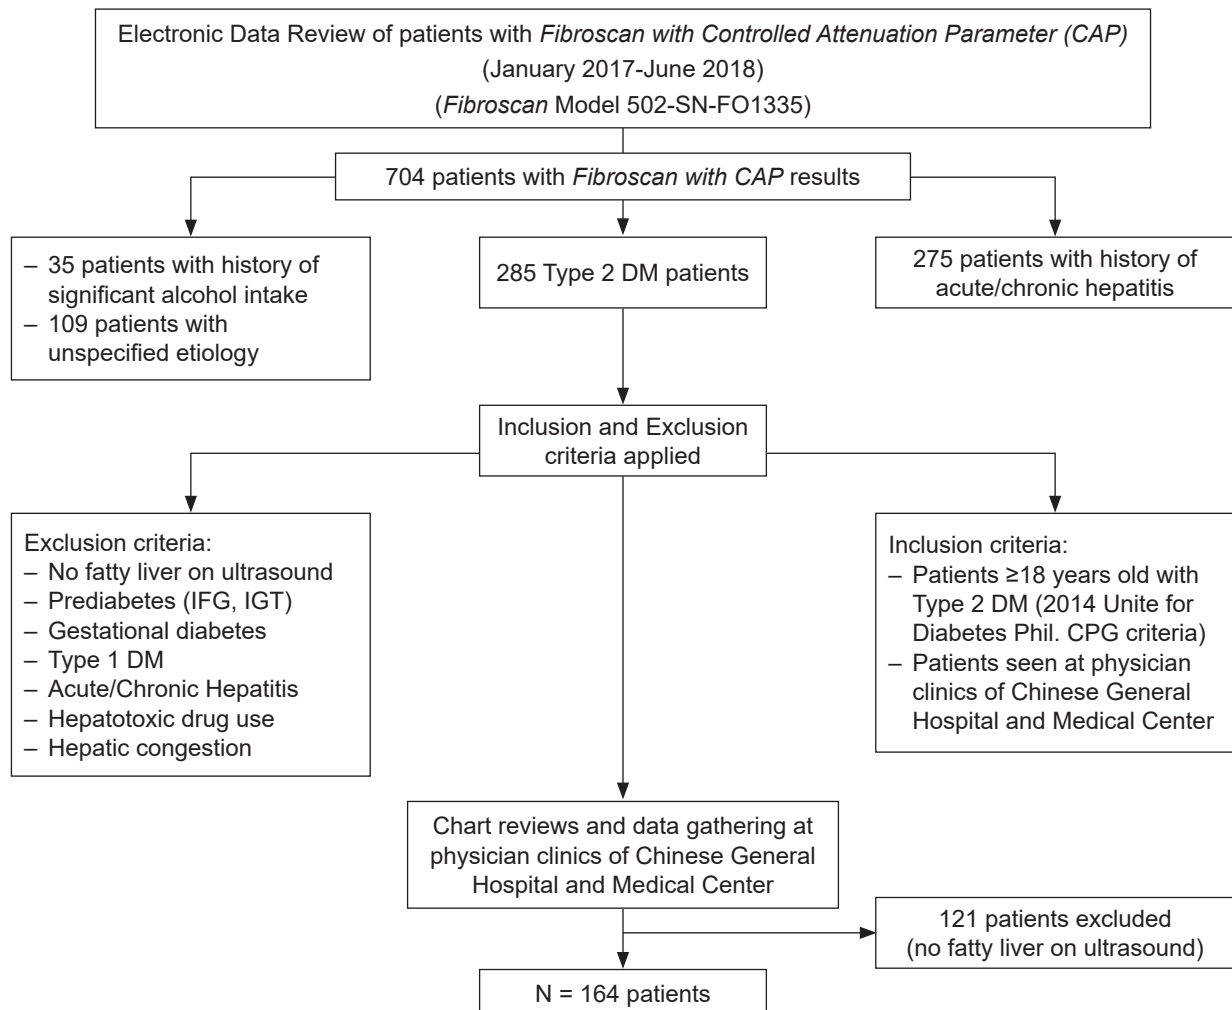 Electronic Data Review of patients with Fibroscan with Controlled Attenuation Parameter (CAP)
(January 2017-June 2018)
(Fibroscan Model 502-SN-FO1335)
704 patients with Fibroscan with CAP results
– 35 patients with history of
significant alcohol intake
– 109 patients with
unspecified etiology
285 Type 2 DM patients
275 patients with history of
acute/chronic hepatitis
Inclusion and Exclusion
criteria applied
Exclusion criteria:
– No fatty liver on ultrasound
– Prediabetes (IFG, IGT)
– Gestational diabetes
– Type 1 DM
– Acute/Chronic Hepatitis
– Hepatotoxic drug use
– Hepatic congestion
Inclusion criteria:
– Patients ≥18 years old with
Type 2 DM (2014 Unite for
Diabetes Phil. CPG criteria)
– Patients seen at physician
clinics of Chinese General
Hospital and Medical Center
Chart reviews and data gathering at
physician clinics of Chinese General
Hospital and Medical Center
121 patients excluded
(no fatty liver on ultrasound)
N = 164 patients